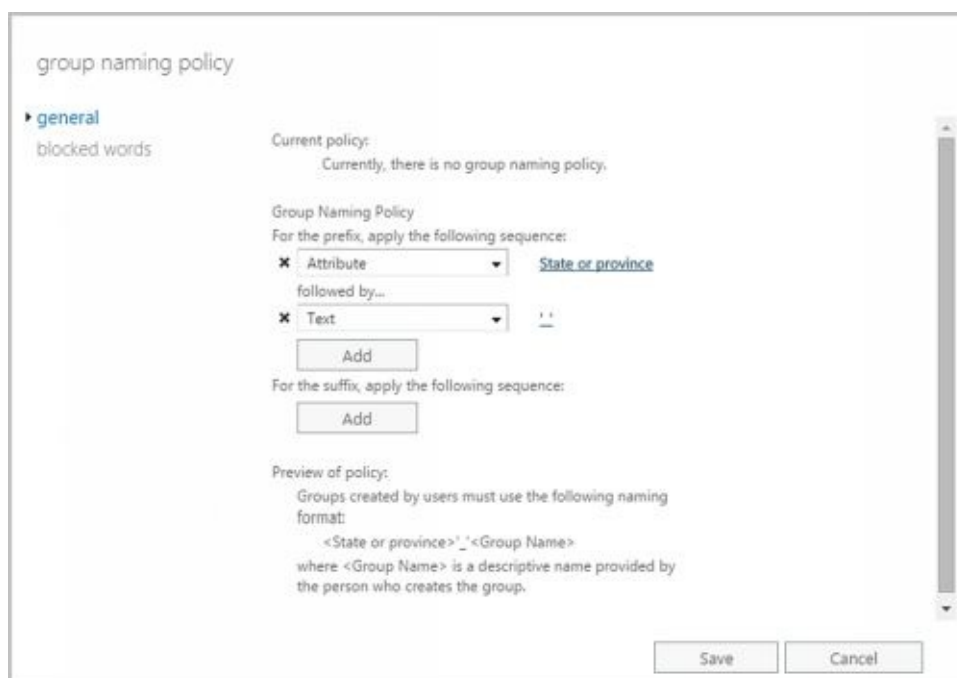 group naming policy
general
blocked words
Current policy:
Currently, there is no group naming policy.
Group Naming Policy
For the prefix, apply the following sequence:
Attribute State or province
followed by...
Text '_'
Add
For the suffix, apply the following sequence:
Add
Preview of policy:
Groups created by users must use the following naming
format:
<State or province>'_'<Group Name>
where <Group Name> is a descriptive name provided by
the person who creates the group.
Save Cancel